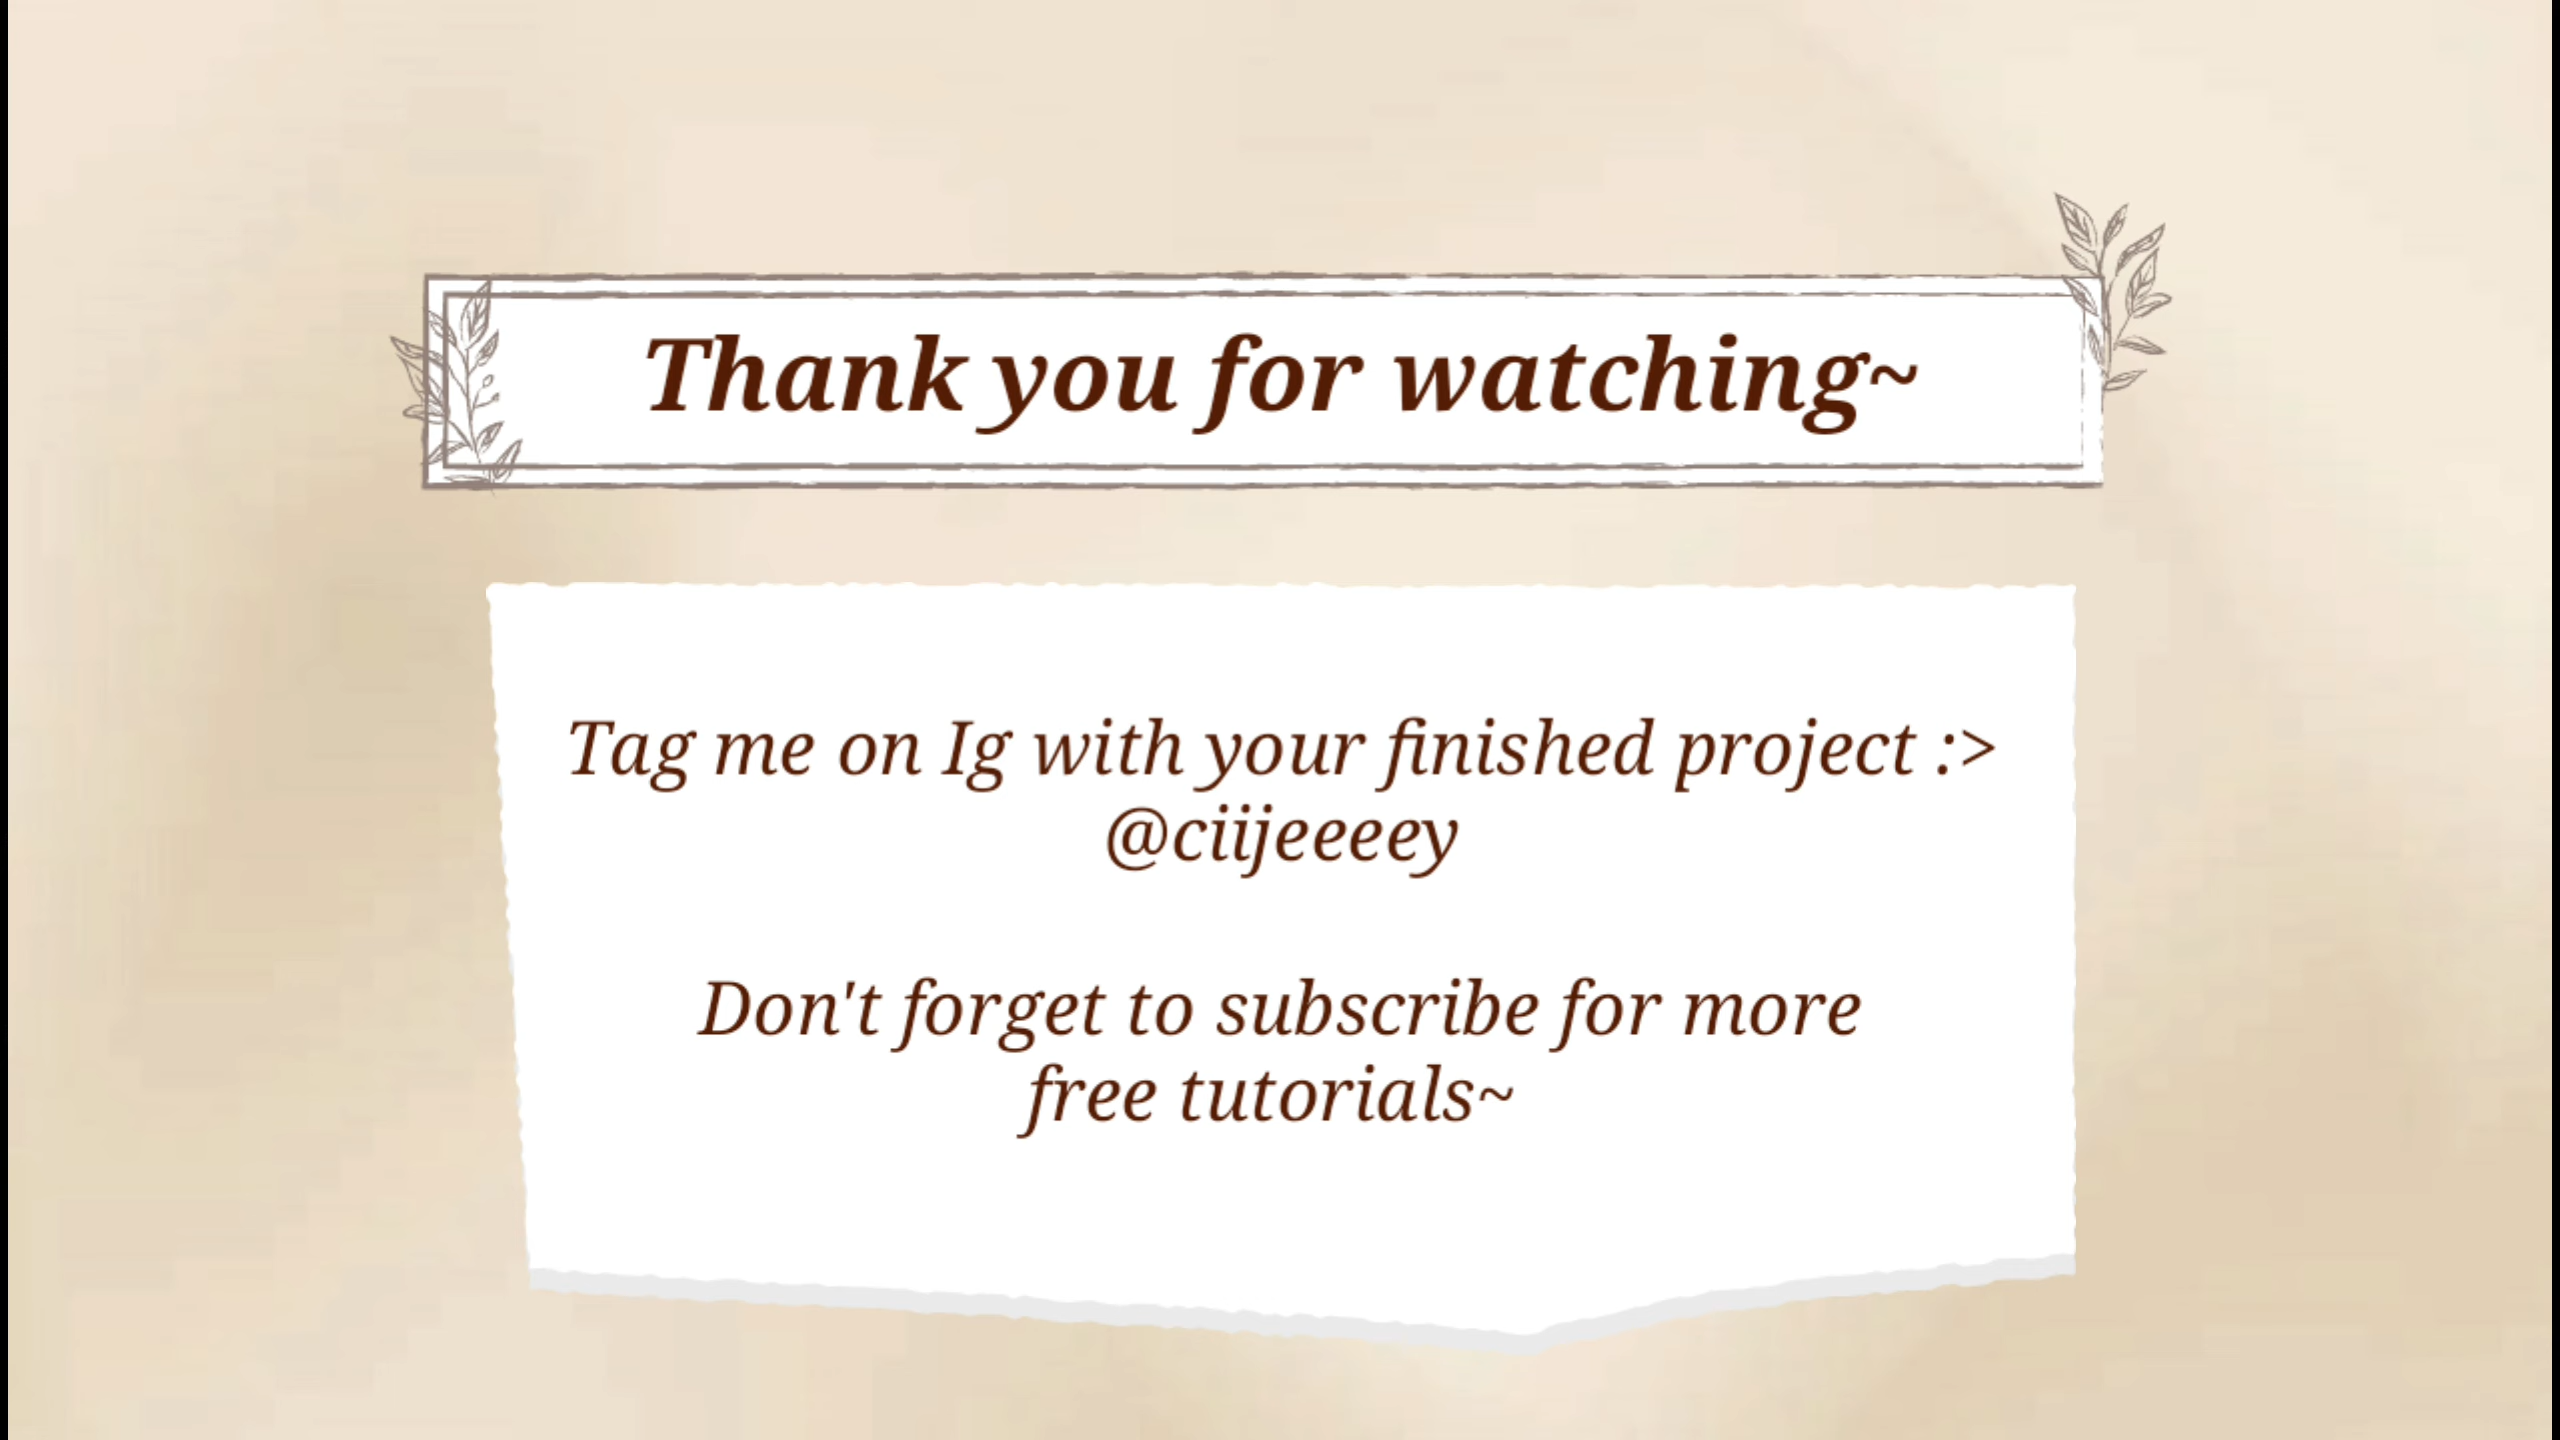 Thank you for watching~
Tag me on Ig with your finished project :>
@ciijeeeey
Don't forget to subscribe for more
free tutorials~